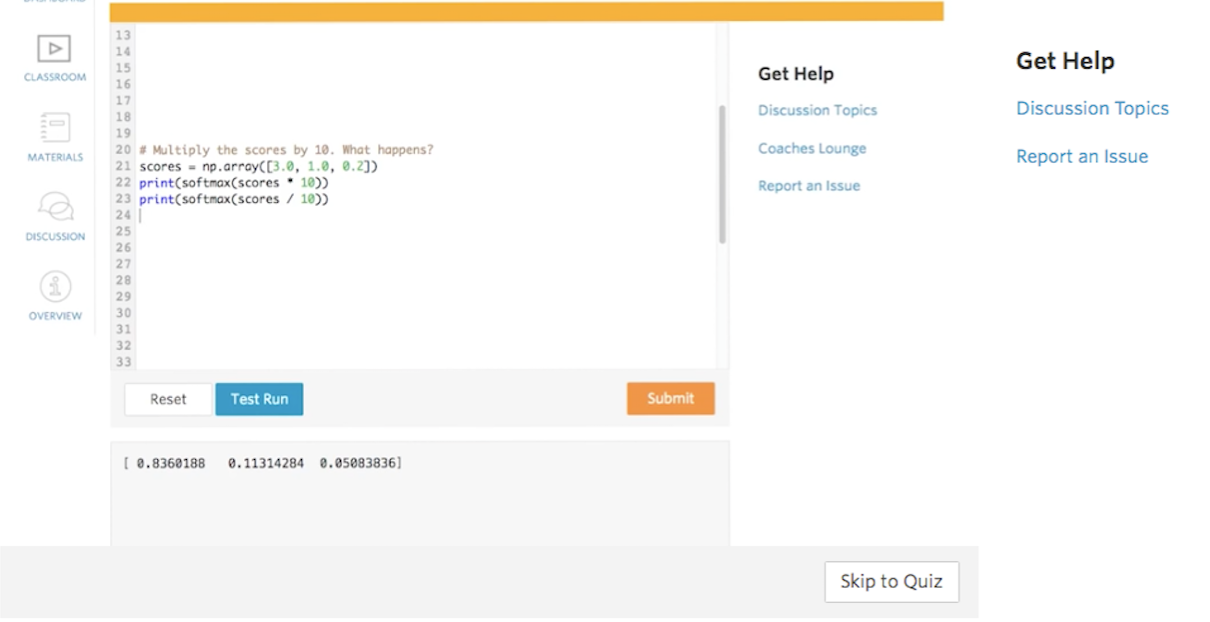 CLASSROOM
MATERIALS
DISCUSSION
OVERVIEW
13
14
15
16
17
18
19
20 # Multiply the scores by 10. What happens?
21 scores = np.array([3.0, 1.0, 0.2])
22 print(softmax(scores * 10))
23 print(softmax(scores / 10))
24
25
26
27
28
29
30
31
32
33
Reset
Test Run
Submit
[ 0.8360188 0.11314284 0.05083836]
Get Help
Discussion Topics
Coaches Lounge
Report an Issue
Get Help
Discussion Topics
Report an Issue
Skip to Quiz